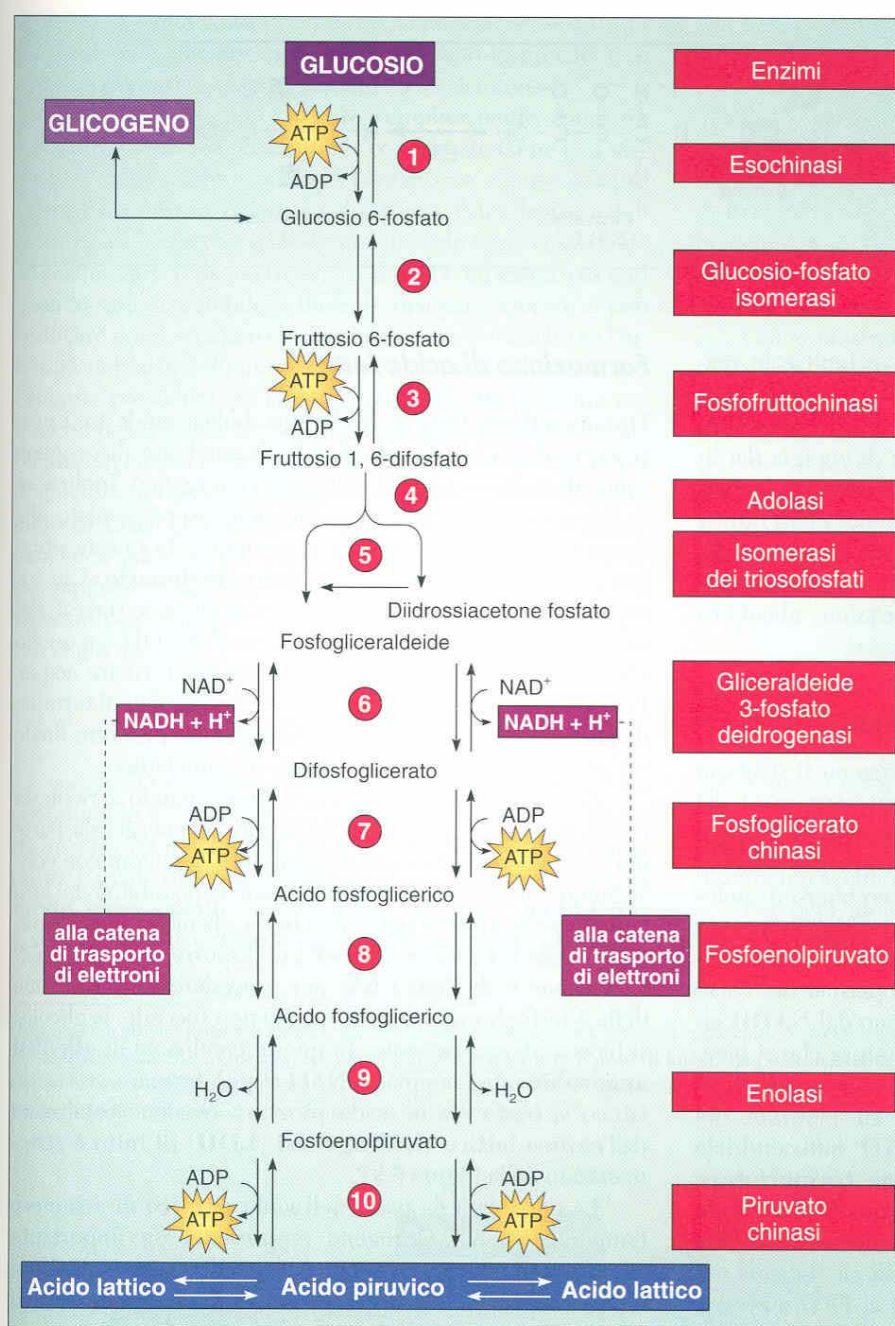 GLUCOSIO
Enzimi
GLICOGENO
ATP
1
Esochinasi
ADP
Glucosio 6-fosfato
2
Glucosio-fosfato
isomerasi
Fruttosio 6-fosfato
ATP
3
Fosfofruttochinasi
ADP
Fruttosio 1, 6-difosfato
4
Adolasi
5
Isomerasi
dei triosofosfati
Diidrossiacetone fosfato
Fosfogliceraldeide
NAD⁺
NADH + H⁺
6
NAD⁺
NADH + H⁺
Gliceraldeide
3-fosfato
deidrogenasi
Difosfoglicerato
ADP
ATP
7
ADP
ATP
Fosfoglicerato
chinasi
Acido fosfoglicerico
alla catena
di trasporto
di elettroni
8
alla catena
di trasporto
di elettroni
Fosfoenolpiruvato
Acido fosfoglicerico
H₂O
9
H₂O
Enolasi
Fosfoenolpiruvato
ADP
ATP
10
ADP
ATP
Piruvato
chinasi
Acido lattico
Acido piruvico
Acido lattico